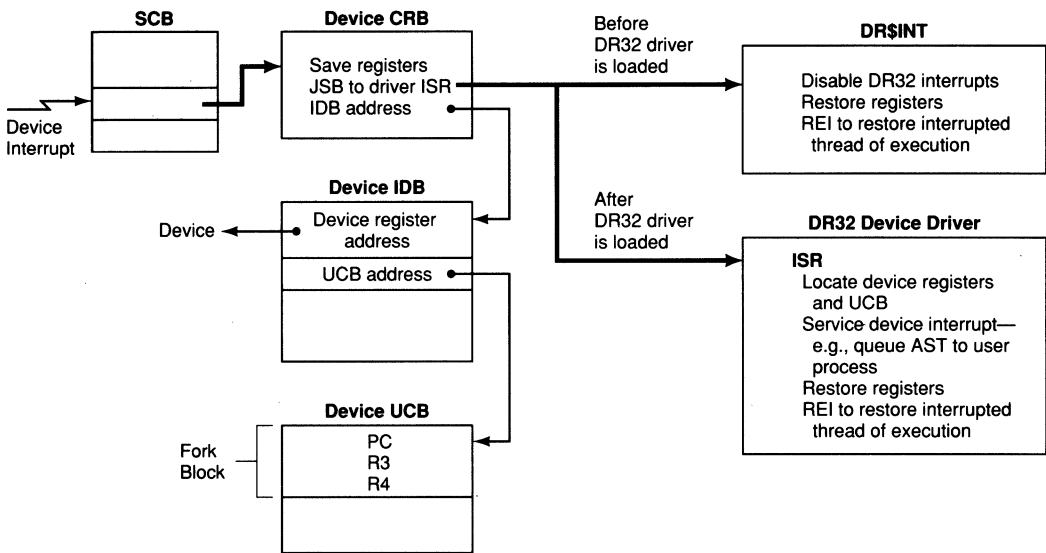 SCB
Device
Interrupt
Device CRB
Save registers
JSB to driver ISR
IDB address
Before
DR32 driver
is loaded
DR$INT
Disable DR32 interrupts
Restore registers
REI to restore interrupted
thread of execution
Device IDB
Device register
address
UCB address
Device
After
DR32 driver
is loaded
DR32 Device Driver
ISR
Locate device registers
and UCB
Service device interrupt—
e.g., queue AST to user
process
Restore registers
REI to restore interrupted
thread of execution
Device UCB
PC
R3
R4
Fork
Block